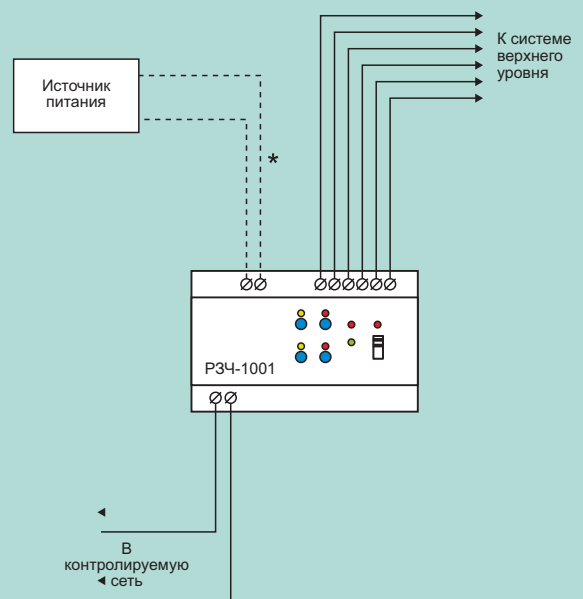 К системе
верхнего
уровня
Источник
питания
*
РЗЧ-1001
В
контролируемую
сеть